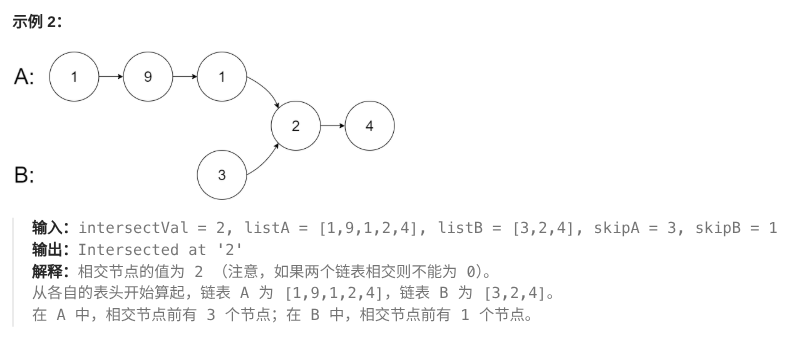 示例 2：
A: 1 9 1
2 4
B: 3
输入：intersectVal = 2, listA = [1,9,1,2,4], listB = [3,2,4], skipA = 3, skipB = 1
输出：Intersected at '2'
解释：相交节点的值为 2 （注意，如果两个链表相交则不能为 0）。
从各自的表头开始算起，链表 A 为 [1,9,1,2,4]，链表 B 为 [3,2,4]。
在 A 中，相交节点前有 3 个节点；在 B 中，相交节点前有 1 个节点。